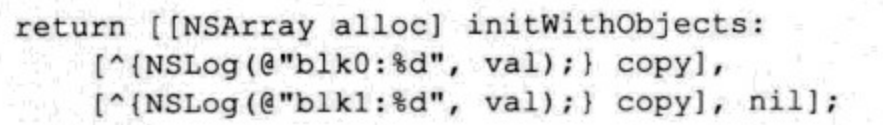 return [[NSArray alloc] initWithObjects:
    [^{NSLog(@"blk0:%d", val);} copy],
    [^{NSLog(@"blk1:%d", val);} copy], nil];